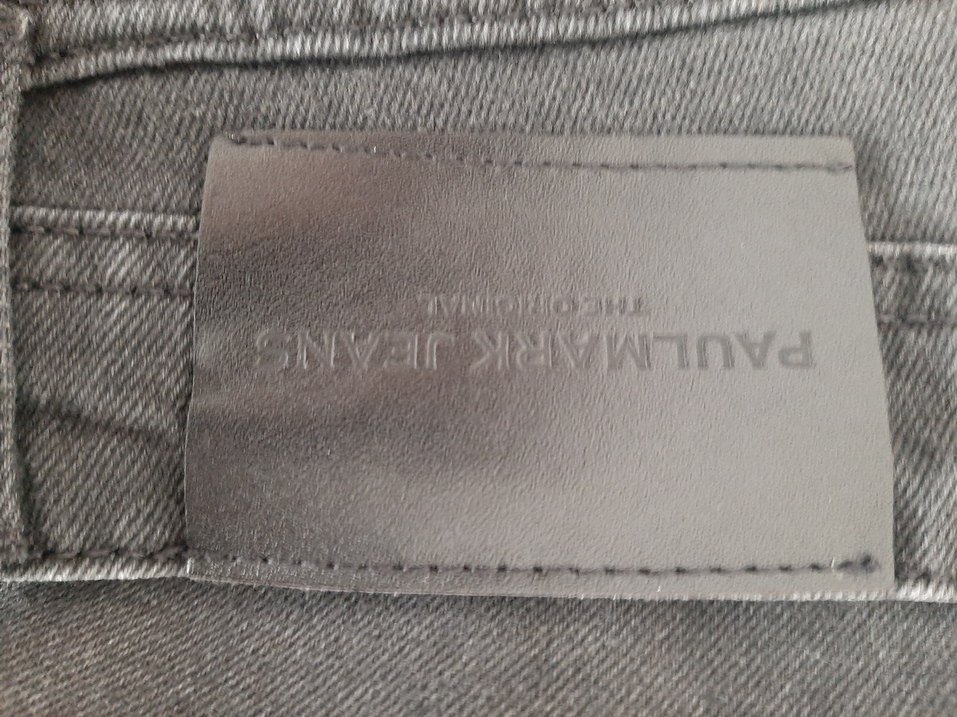 PAULMARK JEANS
THE ORIGINAL